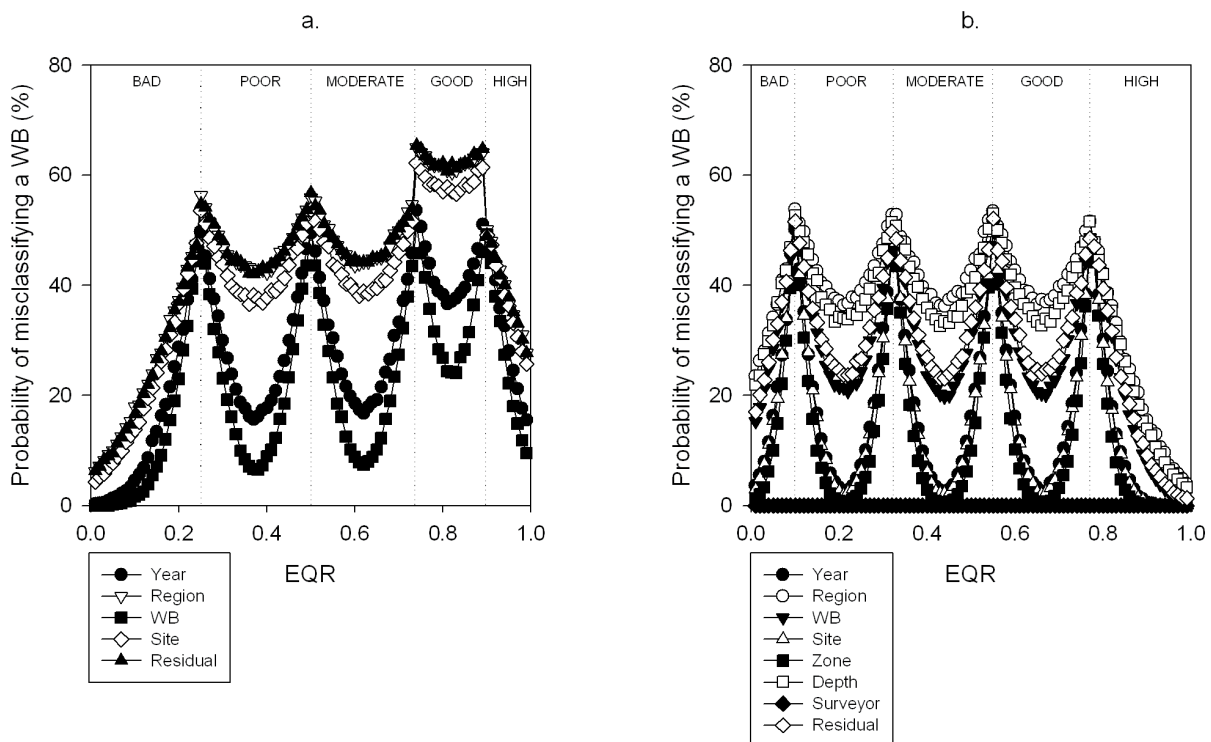 a.
Probability of misclassifying a WB (%)
80
60
40
20
0
BAD POOR MODERATE GOOD HIGH
0.0 0.2 0.4 0.6 0.8 1.0
EQR
Year
Region
WB
Site
Residual
b.
Probability of misclassifying a WB (%)
80
60
40
20
0
BAD POOR MODERATE GOOD HIGH
0.0 0.2 0.4 0.6 0.8 1.0
EQR
Year
Region
WB
Site
Zone
Depth
Surveyor
Residual